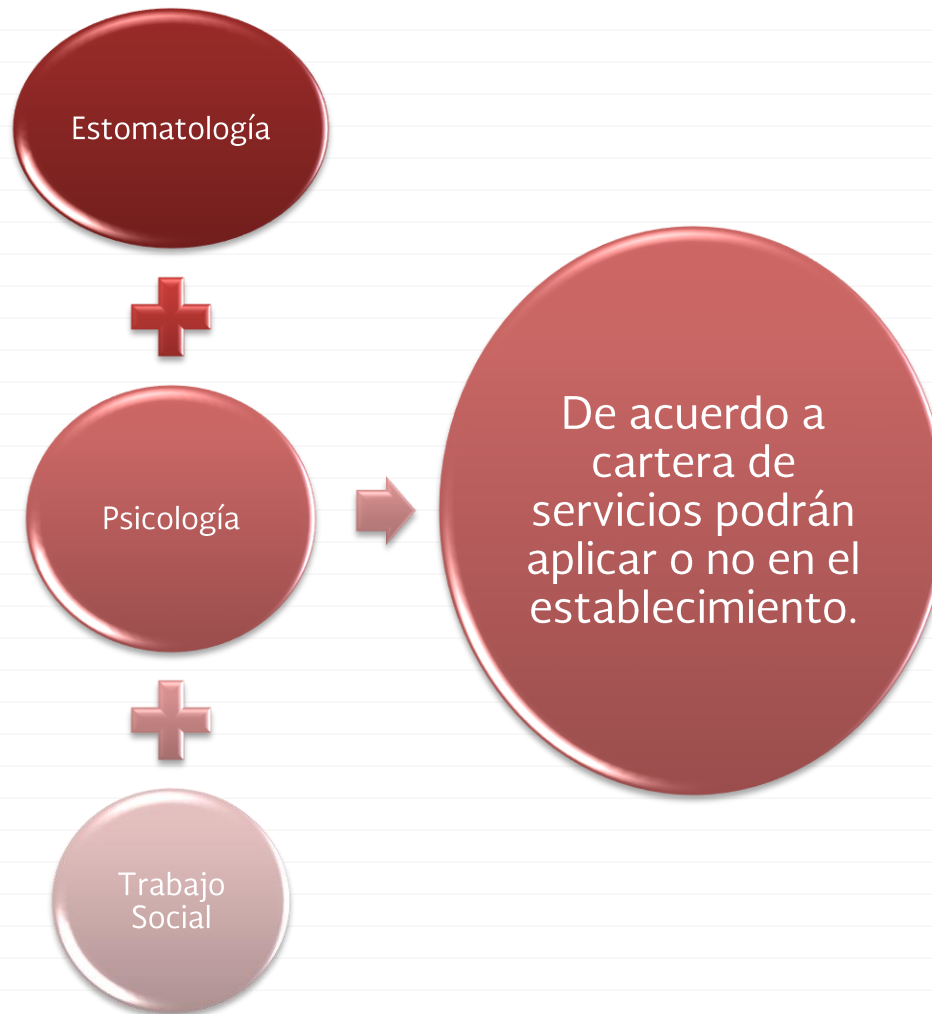 Estomatología
Psicología
Trabajo
Social
De acuerdo a
cartera de
servicios podrán
aplicar o no en el
establecimiento.